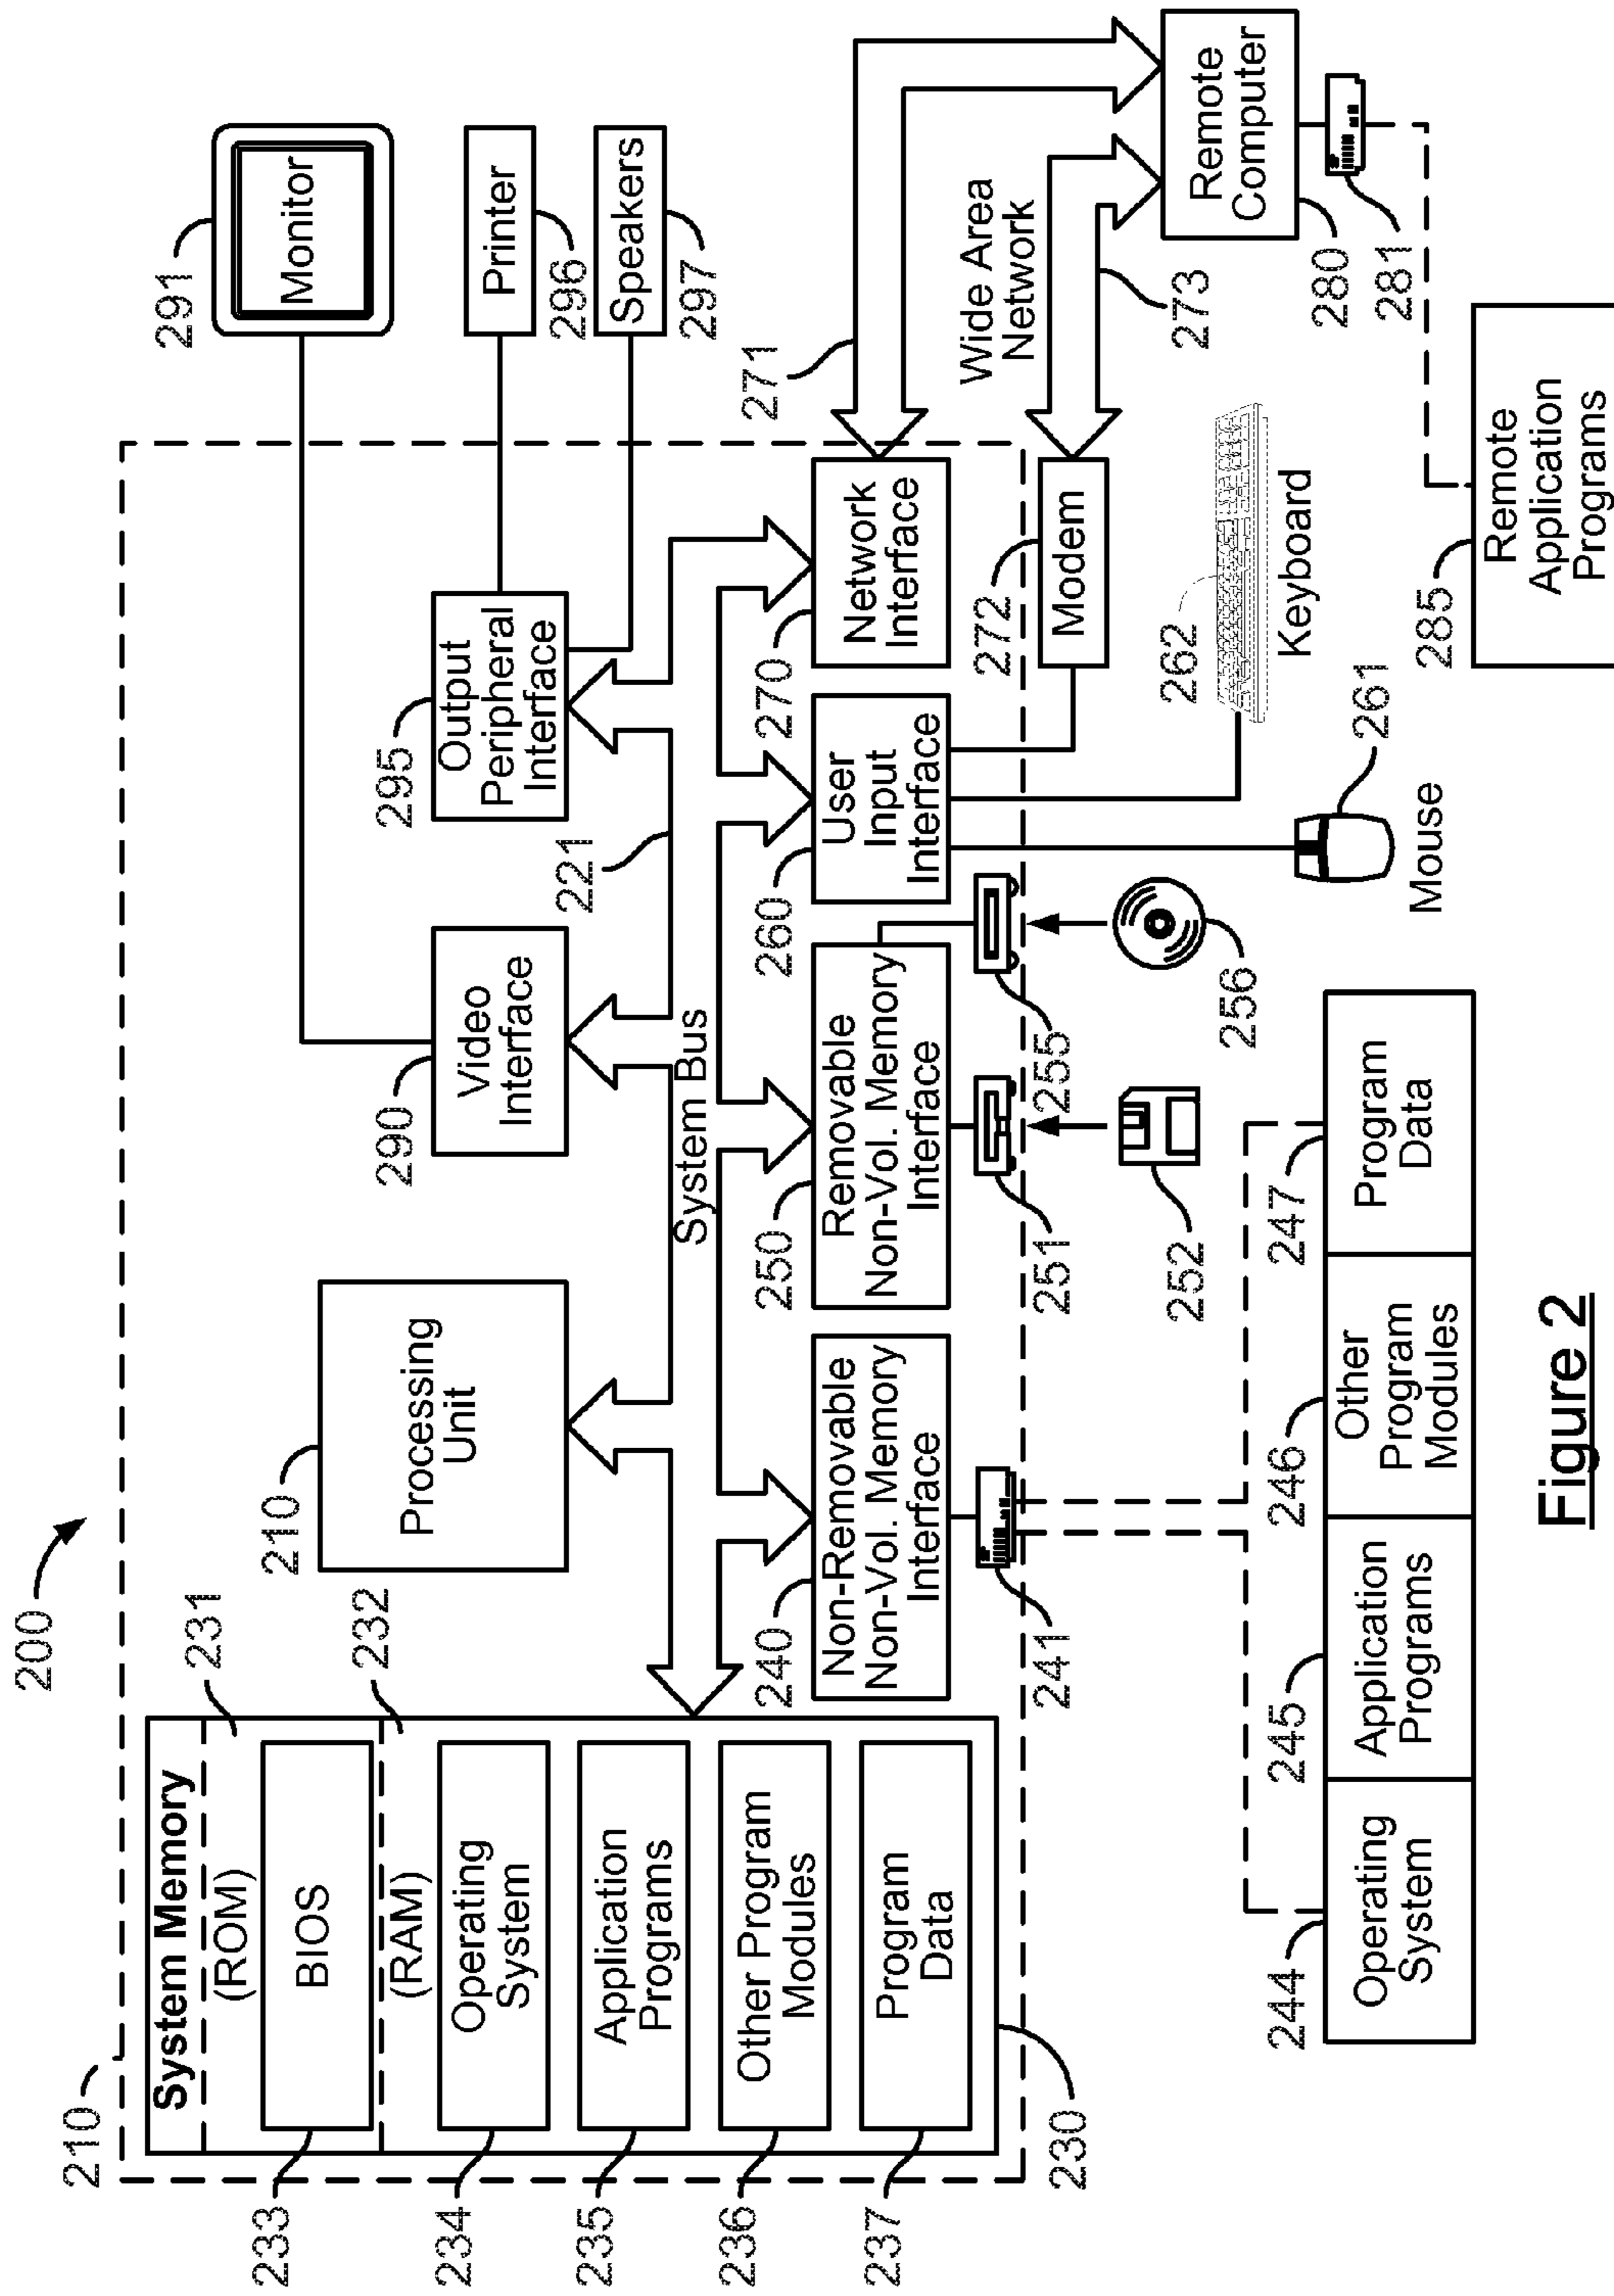 200
210
System Memory
(ROM)
231
BIOS
233
(RAM)
232
Operating
System
234
Application
Programs
235
Other Program
Modules
236
Program
Data
237
230
210
Processing
Unit
290
Video
Interface
295
Output
Peripheral
Interface
291
Monitor
Printer
296
Speakers
297
System Bus
221
240
Non-Removable
Non-Vol. Memory
Interface
250
Removable
Non-Vol. Memory
Interface
260
User
Input
Interface
270
Network
Interface
271
241
251
255
272
Modem
Wide Area
Network
273
Remote
Computer
280
281
252
256
262
Keyboard
261
Mouse
244
Operating
System
245
Application
Programs
246
Other
Program
Modules
247
Program
Data
285
Remote
Application
Programs
Figure 2